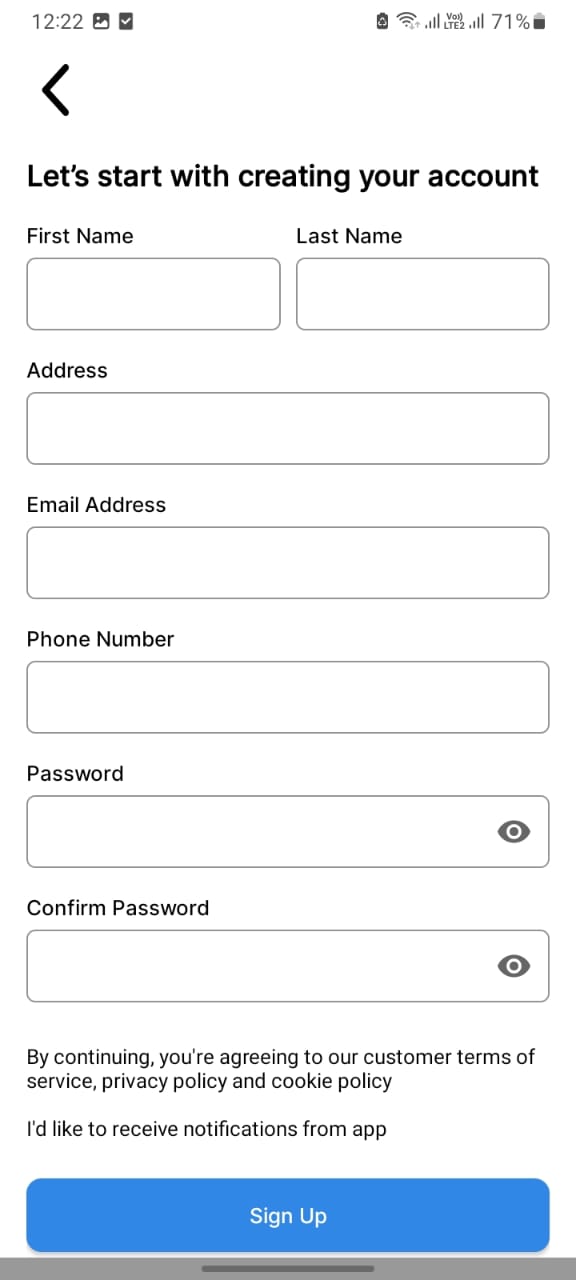 12:22 Vo)) LTE2 71%
Let’s start with creating your account
First Name Last Name
Address
Email Address
Phone Number
Password
Confirm Password
By continuing, you're agreeing to our customer terms of
service, privacy policy and cookie policy
I'd like to receive notifications from app
Sign Up